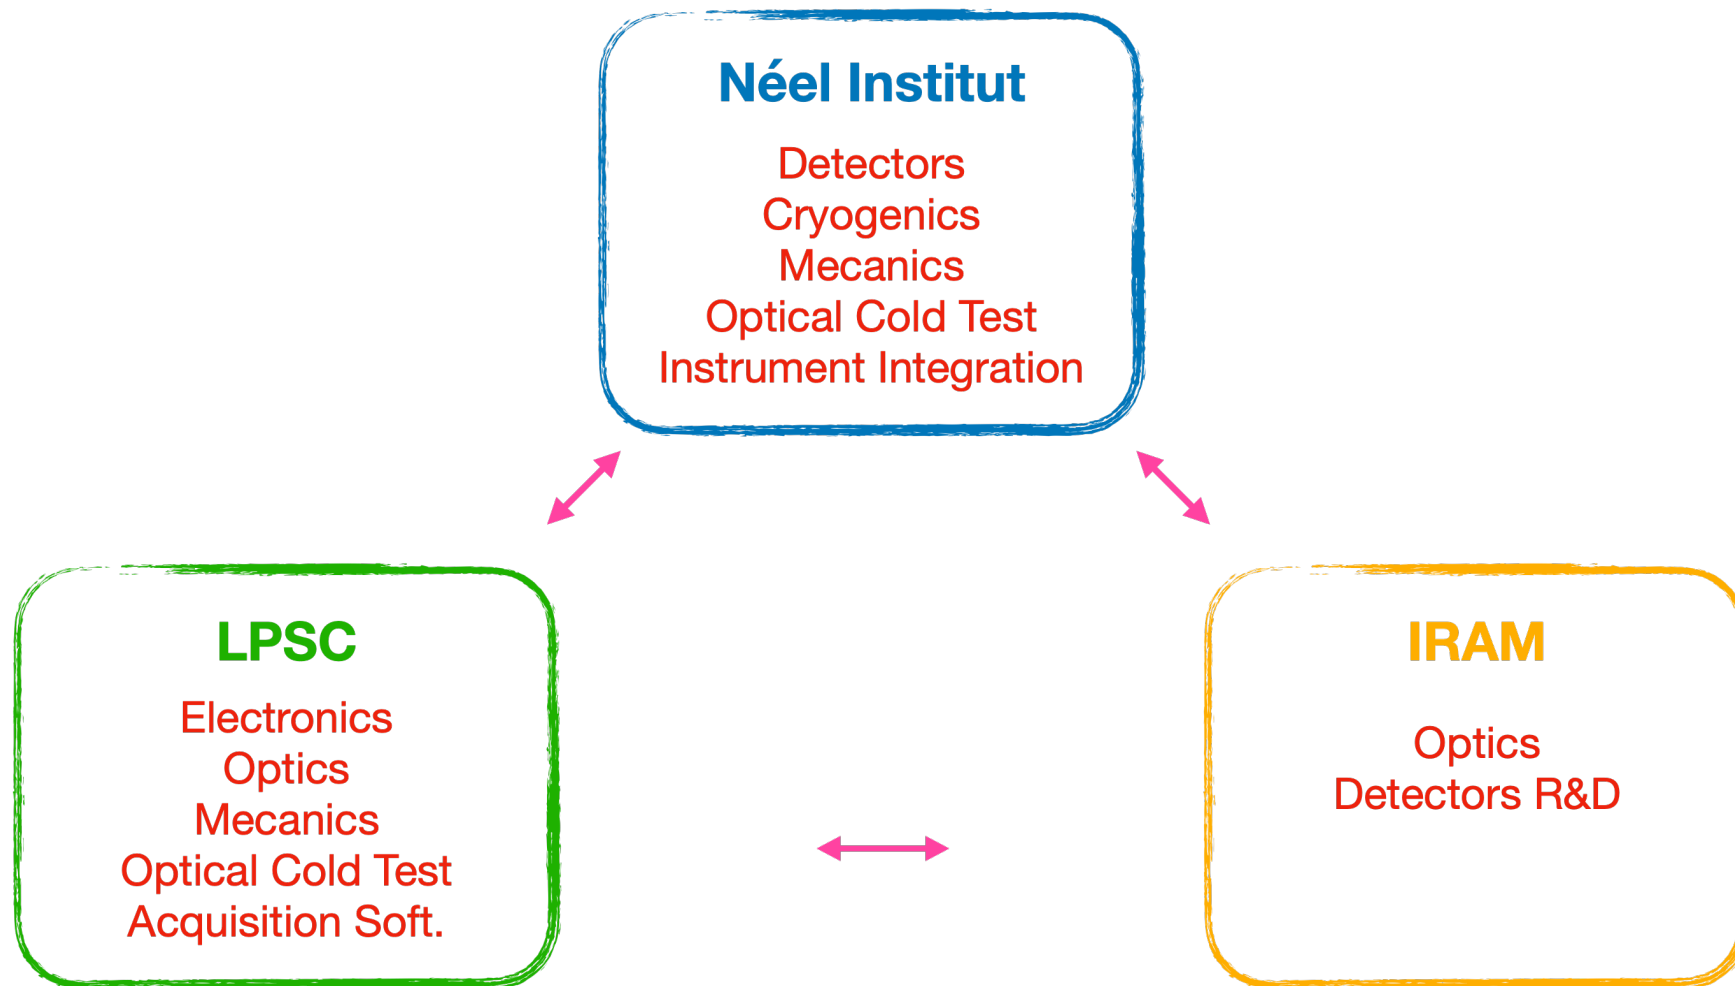 Néel Institut
Detectors
Cryogenics
Mecanics
Optical Cold Test
Instrument Integration
LPSC
Electronics
Optics
Mecanics
Optical Cold Test
Acquisition Soft.
IRAM
Optics
Detectors R&D